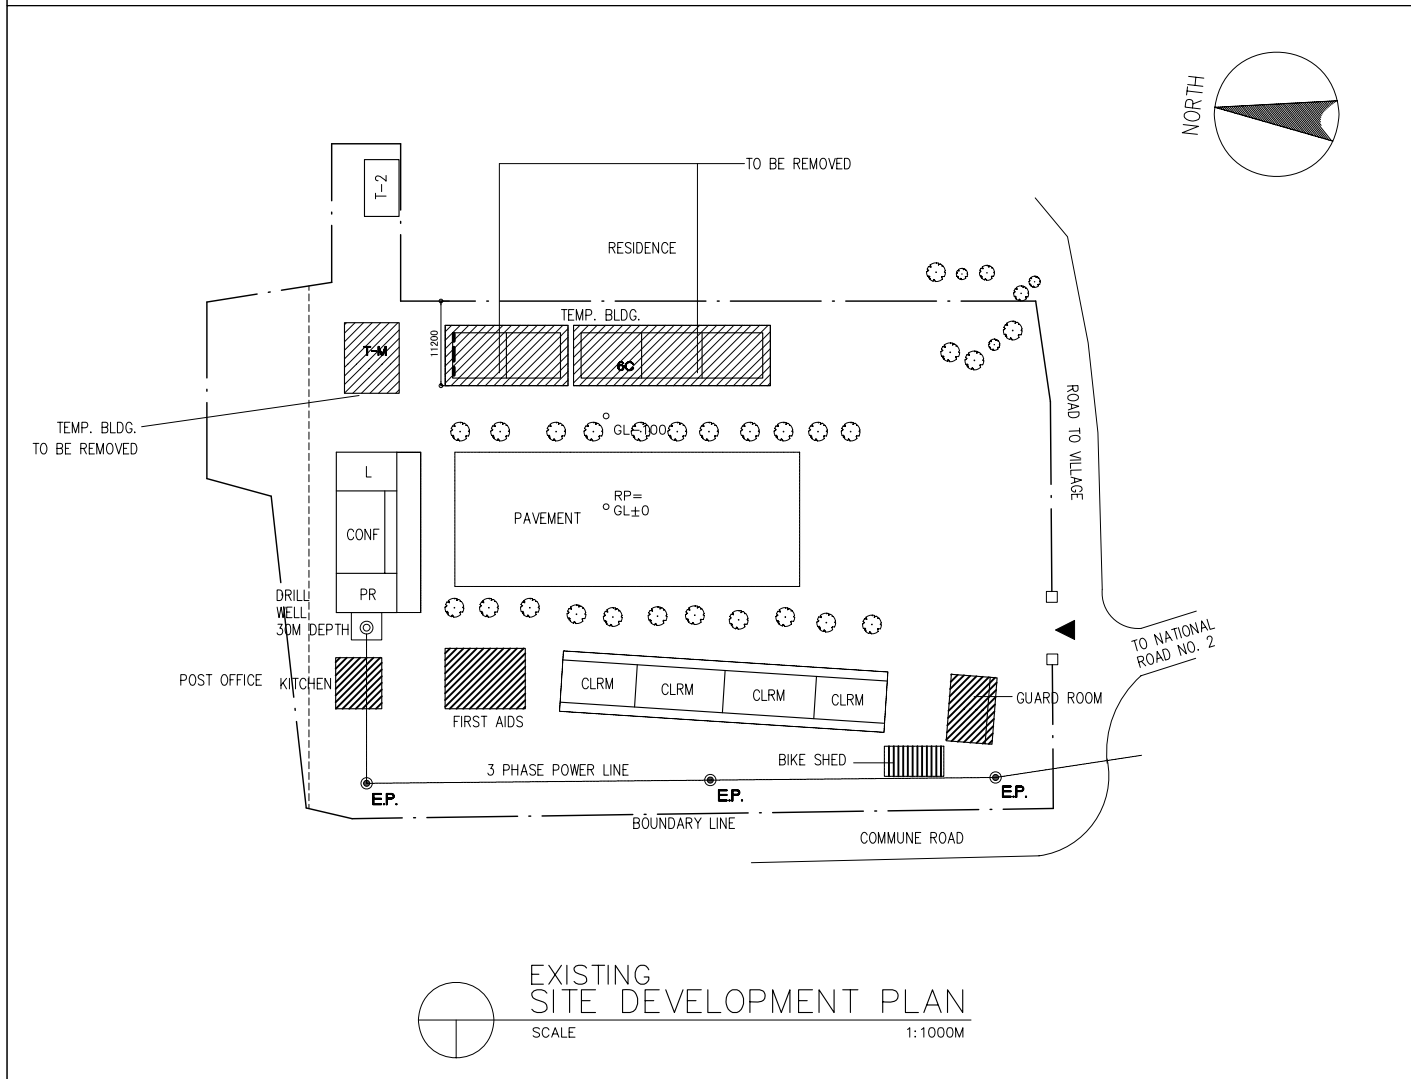 NORTH
T-2
TO BE REMOVED
RESIDENCE
TEMP. BLDG.
11200
T-M
6C
TEMP. BLDG.
TO BE REMOVED
GL-100
ROAD TO VILLAGE
L
CONF
PR
RP=
GL±0
PAVEMENT
DRILL
WELL
30M DEPTH
TO NATIONAL
ROAD NO. 2
POST OFFICE
KITCHEN
FIRST AIDS
CLRM
CLRM
CLRM
CLRM
GUARD ROOM
BIKE SHED
3 PHASE POWER LINE
E.P.
E.P.
E.P.
BOUNDARY LINE
COMMUNE ROAD
EXISTING
SITE DEVELOPMENT PLAN
SCALE 1:1000M